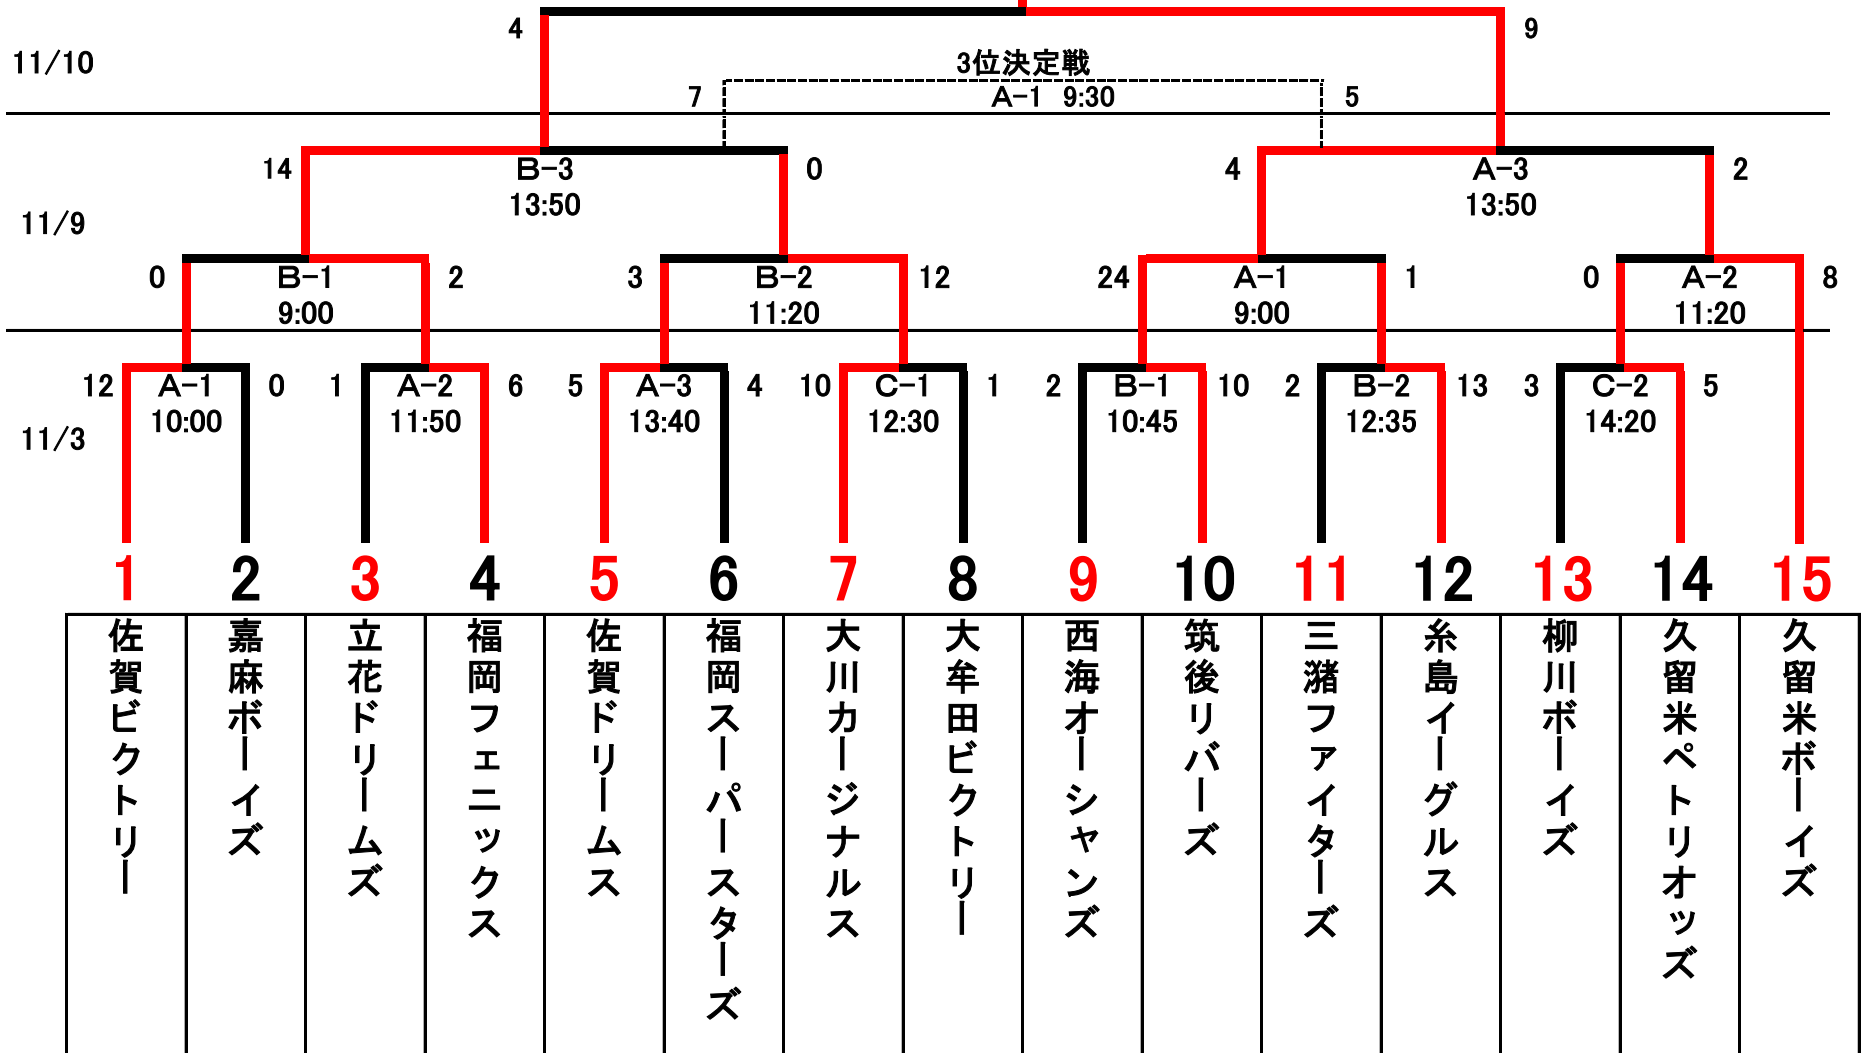 4 9
11/10
3位決定戦
7 A-1 9:30 5
14 B-3 0 4 A-3 2
13:50 13:50
11/9
0 B-1 2 3 B-2 12 24 A-1 1 0 A-2 8
9:00 11:20 9:00 11:20
12 A-1 0 1 A-2 6 5 A-3 4 10 C-1 1 2 B-1 10 2 B-2 13 3 C-2 5
10:00 11:50 13:40 12:30 10:45 12:35 14:20
11/3
1 2 3 4 5 6 7 8 9 10 11 12 13 14 15
佐賀ビクトリー
嘉麻ボーイズ
立花ドリームズ
福岡フェニックス
佐賀ドリームス
福岡スーパースターズ
大川カージナルス
大牟田ビクトリー
西海オーシャンズ
筑後リバーズ
三潴ファイターズ
糸島イーグルス
柳川ボーイズ
久留米ペトリオッズ
久留米ボーイズ